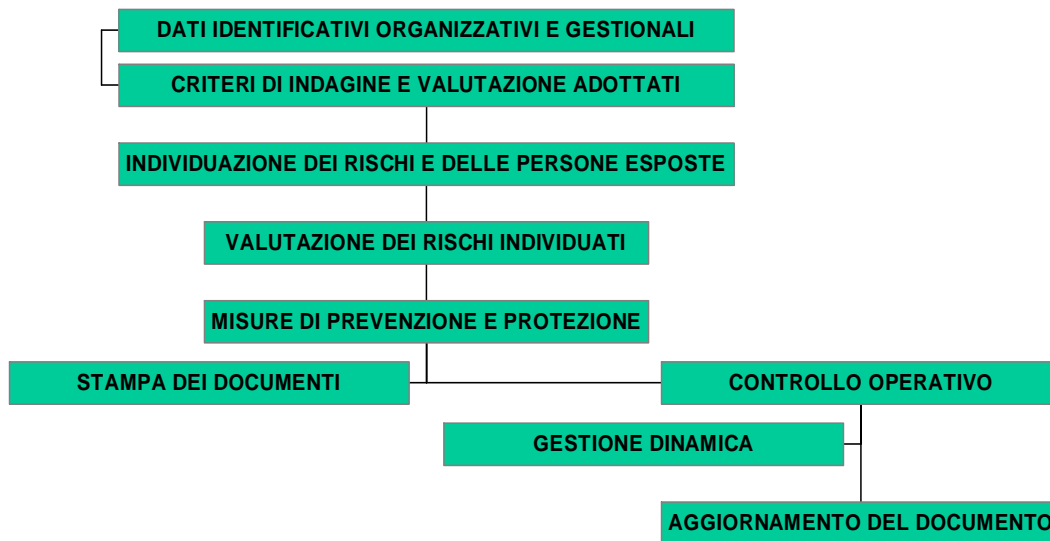 DATI IDENTIFICATIVI ORGANIZZATIVI E GESTIONALI
CRITERI DI INDAGINE E VALUTAZIONE ADOTTATI
INDIVIDUAZIONE DEI RISCHI E DELLE PERSONE ESPOSTE
VALUTAZIONE DEI RISCHI INDIVIDUATI
MISURE DI PREVENZIONE E PROTEZIONE
STAMPA DEI DOCUMENTI
CONTROLLO OPERATIVO
GESTIONE DINAMICA
AGGIORNAMENTO DEL DOCUMENTO